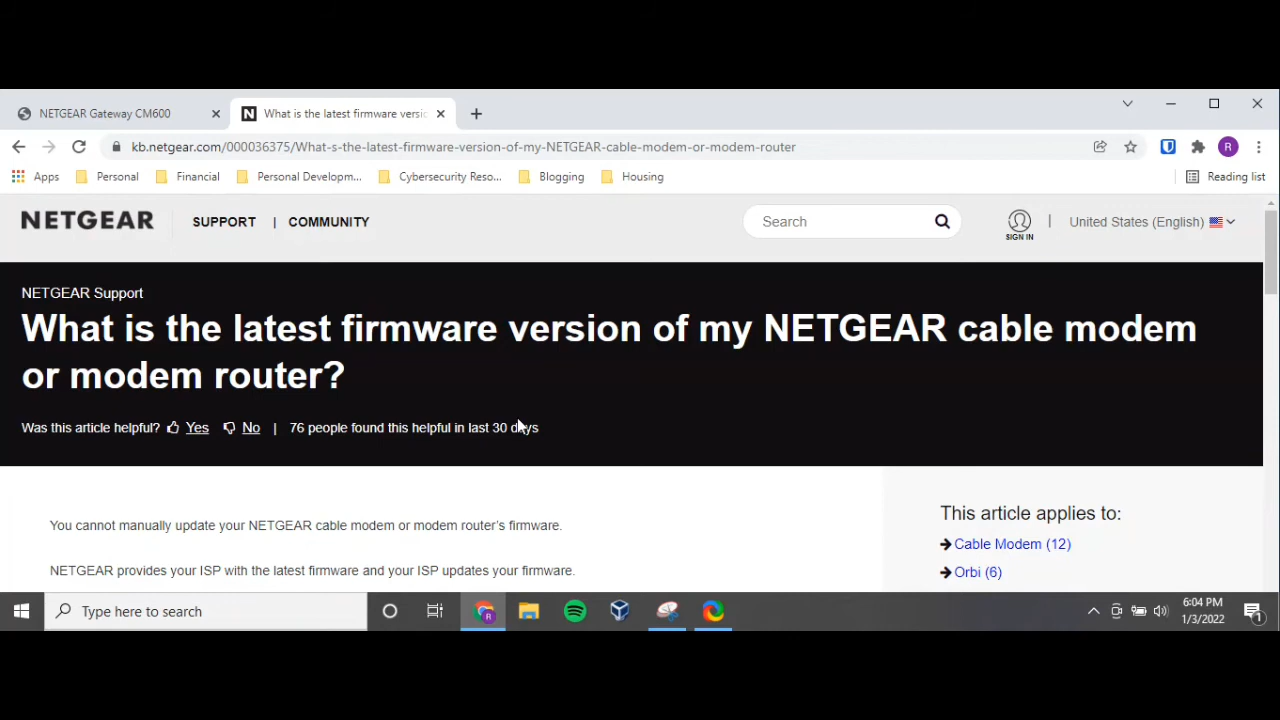 NETGEAR Gateway CM600
What is the latest firmware versic
kb.netgear.com/000036375/What-s-the-latest-firmware-version-of-my-NETGEAR-cable-modem-or-modem-router
R
Apps Personal Financial Personal Developm... Cybersecurity Reso... Blogging Housing Reading list
NETGEAR SUPPORT | COMMUNITY Search SIGN IN | United States (English)
NETGEAR Support
What is the latest firmware version of my NETGEAR cable modem
or modem router?
Was this article helpful? Yes No | 76 people found this helpful in last 30 days
You cannot manually update your NETGEAR cable modem or modem router's firmware.
NETGEAR provides your ISP with the latest firmware and your ISP updates your firmware.
This article applies to:
Cable Modem (12)
Orbi (6)
Type here to search
6:04 PM
1/3/2022
1